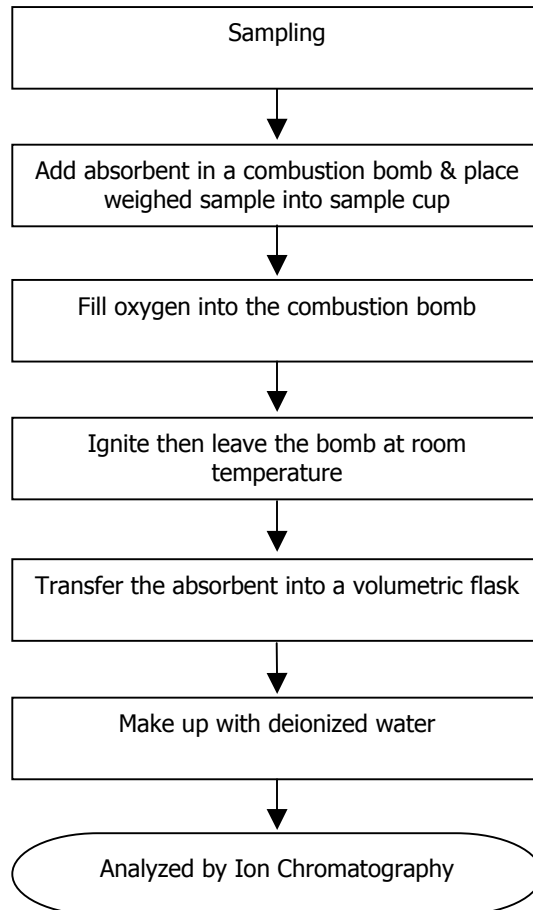 Sampling
Add absorbent in a combustion bomb & place
weighed sample into sample cup
Fill oxygen into the combustion bomb
Ignite then leave the bomb at room
temperature
Transfer the absorbent into a volumetric flask
Make up with deionized water
Analyzed by Ion Chromatography